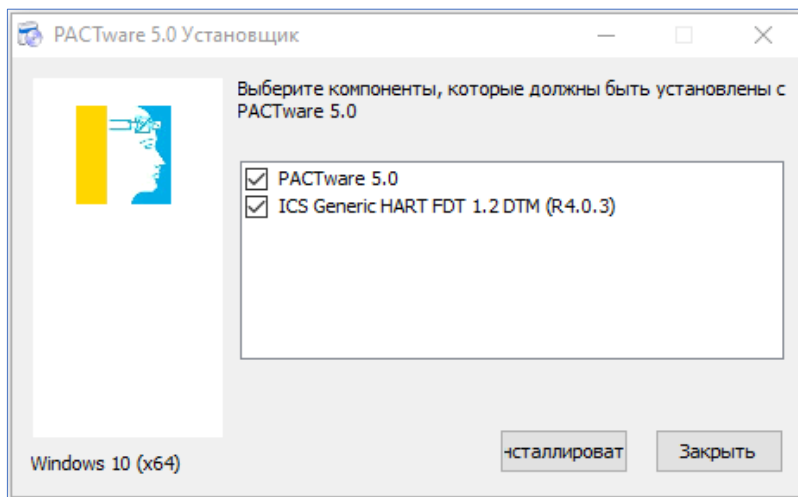 PACTware 5.0 Установщик
Выберите компоненты, которые должны быть установлены с
PACTware 5.0
PACTware 5.0
ICS Generic HART FDT 1.2 DTM (R4.0.3)
нсталлироват
Закрыть
Windows 10 (x64)